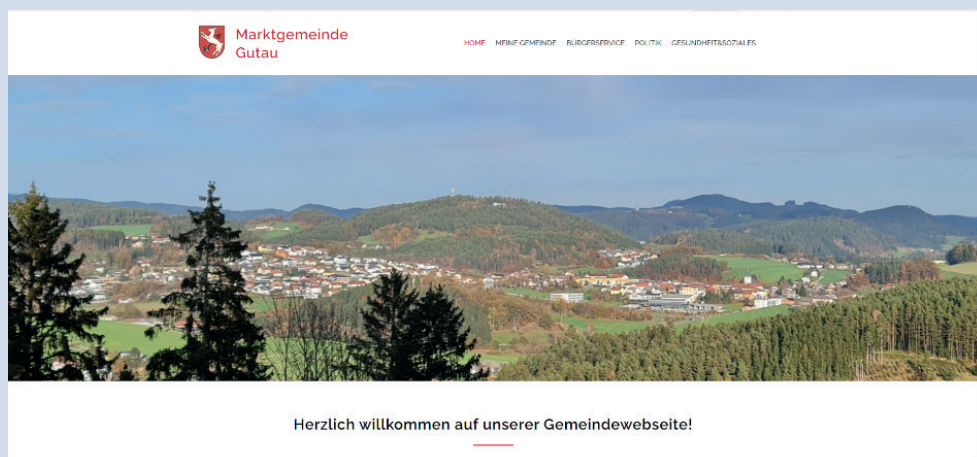 Marktgemeinde
Gutau
HOME MEINE GEMEINDE BÜRGERSERVICE POLITIK GESUNDHEIT&SOZIALES
Herzlich willkommen auf unserer Gemeindewebseite!